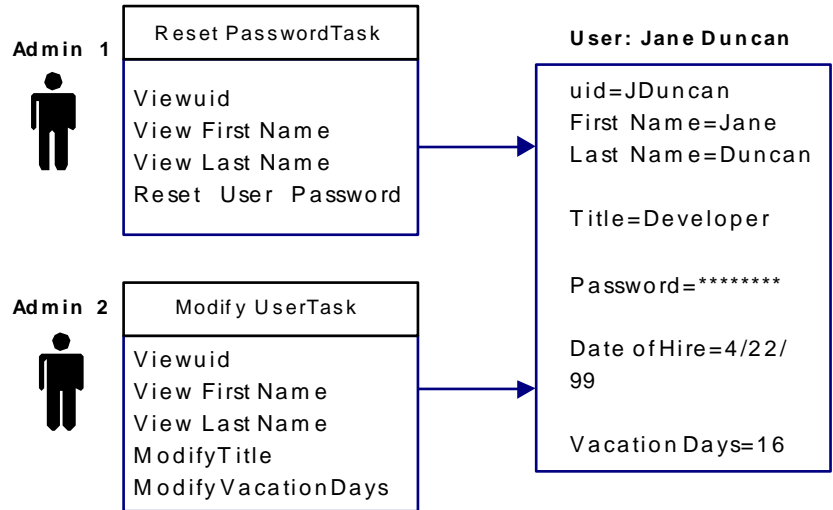 Admin 1
Reset PasswordTask
Viewuid
View First Name
View Last Name
Reset User Password
Admin 2
Modify UserTask
Viewuid
View First Name
View Last Name
ModifyTitle
ModifyVacationDays
User: Jane Duncan
uid=JDuncan
First Name=Jane
Last Name=Duncan
Title=Developer
Password=********
Date of Hire=4/22/
99
Vacation Days=16